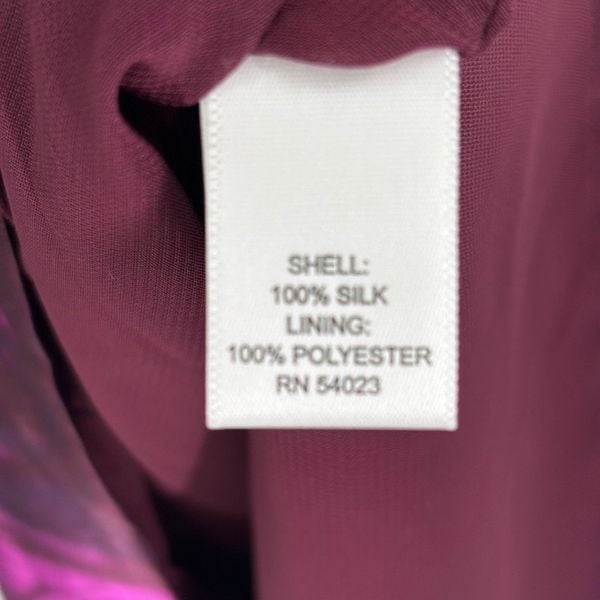 SHELL:
100% SILK
LINING:
100% POLYESTER
RN 54023